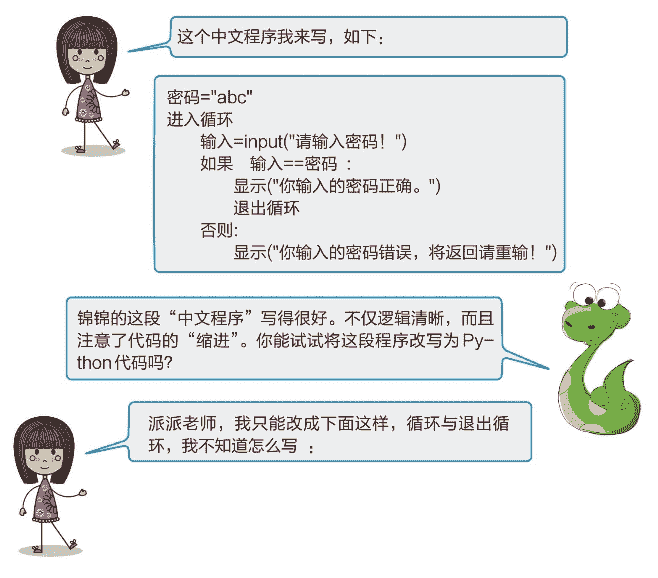 这个中文程序我来写，如下：
密码="abc"
进入循环
输入=input("请输入密码！")
如果 输入==密码 ：
显示("你输入的密码正确。")
退出循环
否则:
显示("你输入的密码错误，将返回请重输！")
锦锦的这段“中文程序”写得很好。不仅逻辑清晰，而且
注意了代码的“缩进”。你能试试将这段程序改写为 Py-
thon 代码吗？
派派老师，我只能改成下面这样，循环与退出循
环，我不知道怎么写 ：